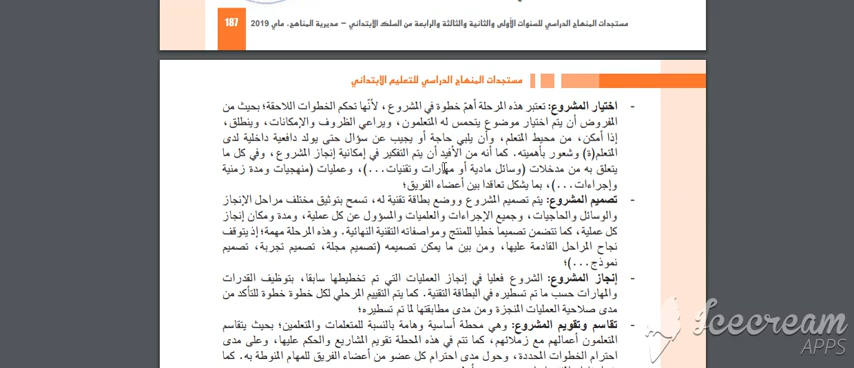 مستجدات المنهاج الدراسي للسنوات الأولى والثانية والثالثة والرابعة من السلك الابتدائي – مديرية المناهج. ماي 2019
187
مستجدات المنهاج الدراسي للتعليم الابتدائي
- اختيار المشروع: تعتبر هذه المرحلة أهمّ خطوة في المشروع، لأنّها تحكم الخطوات اللاحقة؛ بحيث من
المفروض أن يتم اختيار موضوع يتحمس له المتعلمون، ويراعي الظروف والإمكانات، وينطلق،
إذا أمكن، من محيط المتعلم، وأن يلبي حاجة أو يجيب عن سؤال حتى يولد دافعية داخلية لدى
المتعلم(ة) وشعور بأهميته. كما أنه من الأفيد أن يتم التفكير في إمكانية إنجاز المشروع، وفي كل ما
يتعلق به من مدخلات (وسائل مادية أو مهارات وتقنيات...)، وعمليات (منهجيات ومدة زمنية
وإجراءات...)، بما يشكل تعاقدا بين أعضاء الفريق؛
- تصميم المشروع: يتم تصميم المشروع ووضع بطاقة تقنية له، تسمح بتوثيق مختلف مراحل الإنجاز
والوسائل والحاجيات، وجميع الإجراءات والعلميات والمسؤول عن كل عملية، ومدة ومكان إنجاز
كل عملية، كما تتضمن تصميما خطيا للمنتج ومواصفاته التقنية النهائية. وهذه المرحلة مهمة؛ إذ يتوقف
نجاح المراحل القادمة عليها، ومن بين ما يمكن تصميمه (تصميم مجلة، تصميم تجربة، تصميم
نموذج...)؛
- إنجاز المشروع: الشروع فعليا في إنجاز العمليات التي تم تخطيطها سابقا، بتوظيف القدرات
والمهارات حسب ما تم تسطيره في البطاقة التقنية. كما يتم التقييم المرحلي لكل خطوة خطوة للتأكد من
مدى صلاحية العمليات المنجزة ومن مدى مطابقتها لما تم تسطيره؛
- تقاسم وتقويم المشروع: وهي محطة أساسية وهامة بالنسبة للمتعلمات والمتعلمين؛ بحيث يتقاسم
المتعلمون أعمالهم مع زملائهم، كما تتم في هذه المحطة تقويم المشاريع والحكم عليها، وعلى مدى
احترام الخطوات المحددة، وحول مدى احترام كل عضو من أعضاء الفريق للمهام المنوطة به. كما
Icecream
APPS